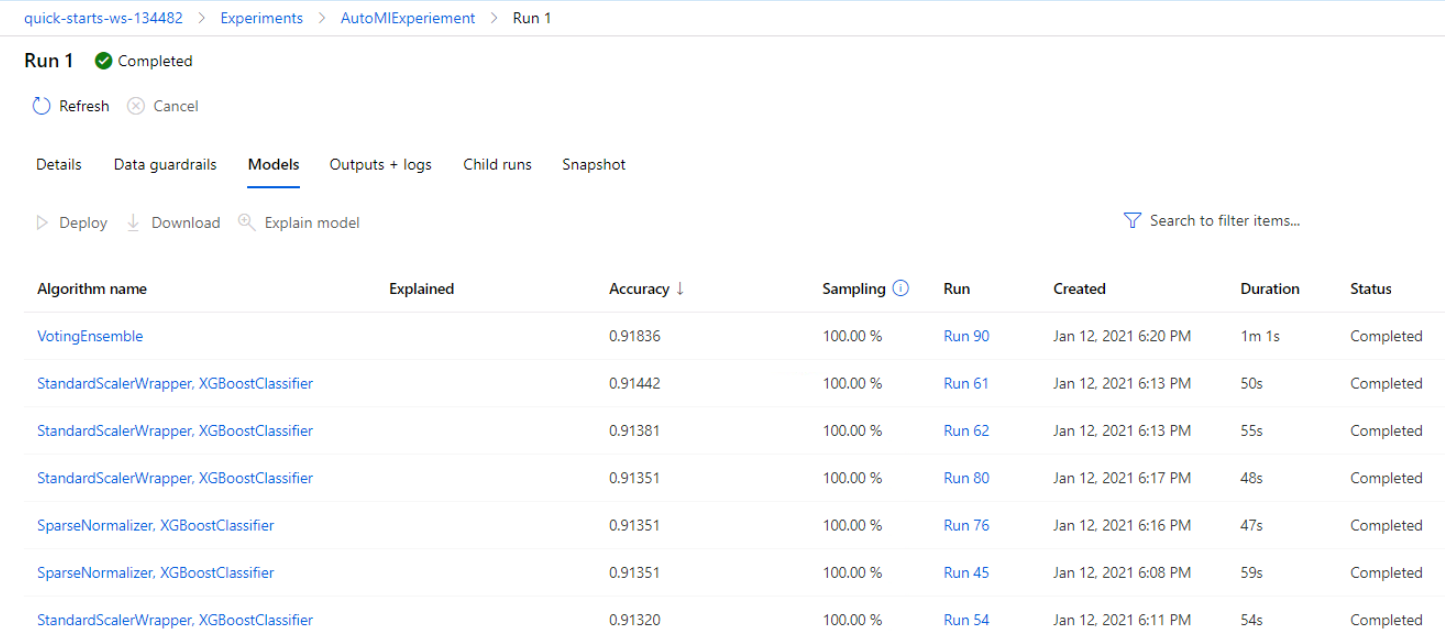 quick-starts-ws-134482 > Experiments > AutoMlExperiement > Run 1
Run 1 Completed
Refresh Cancel
Details Data guardrails Models Outputs + logs Child runs Snapshot
Deploy Download Explain model Search to filter items...
Algorithm name Explained Accuracy ↓ Sampling Run Created Duration Status
VotingEnsemble 0.91836 100.00 % Run 90 Jan 12, 2021 6:20 PM 1m 1s Completed
StandardScalerWrapper, XGBoostClassifier 0.91442 100.00 % Run 61 Jan 12, 2021 6:13 PM 50s Completed
StandardScalerWrapper, XGBoostClassifier 0.91381 100.00 % Run 62 Jan 12, 2021 6:13 PM 55s Completed
StandardScalerWrapper, XGBoostClassifier 0.91351 100.00 % Run 80 Jan 12, 2021 6:17 PM 48s Completed
SparseNormalizer, XGBoostClassifier 0.91351 100.00 % Run 76 Jan 12, 2021 6:16 PM 47s Completed
SparseNormalizer, XGBoostClassifier 0.91351 100.00 % Run 45 Jan 12, 2021 6:08 PM 59s Completed
StandardScalerWrapper, XGBoostClassifier 0.91320 100.00 % Run 54 Jan 12, 2021 6:11 PM 54s Completed